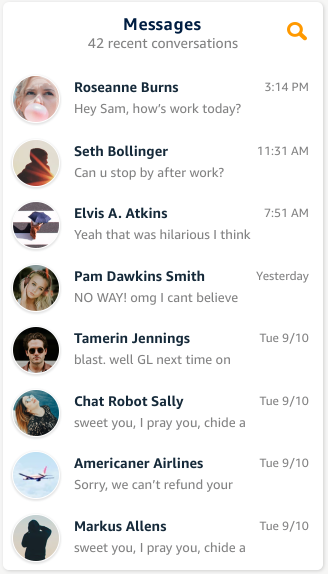 Messages
42 recent conversations
Roseanne Burns 3:14 PM
Hey Sam, how's work today?
Seth Bollinger 11:31 AM
Can u stop by after work?
Elvis A. Atkins 7:51 AM
Yeah that was hilarious I think
Pam Dawkins Smith Yesterday
NO WAY! omg I cant believe
Tamerin Jennings Tue 9/10
blast. well GL next time on
Chat Robot Sally Tue 9/10
sweet you, I pray you, chide a
Americaner Airlines Tue 9/10
Sorry, we can't refund your
Markus Allens Tue 9/10
sweet you, I pray you, chide a